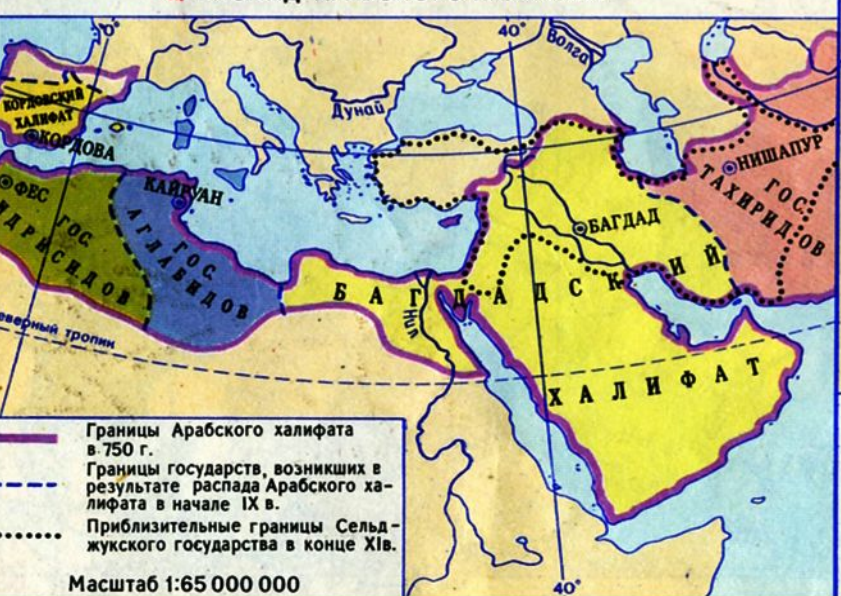 0°
40°
Волга
Дунай
КОРДОВСКИЙ
ХАЛИФАТ
КОРДОВА
ФЕС
ГОС.
ИДРИСИДОВ
КАЙРУАН
ГОС.
АГЛАБИДОВ
НИШАПУР
ГОС.
ТАХИРИДОВ
БАГДАД
БАГДАДСКИЙ
ХАЛИФАТ
Нил
еверный тропик
Границы Арабского халифата
в 750 г.
Границы государств, возникших в
результате распада Арабского ха-
лифата в начале IX в.
Приблизительные границы Сельд-
жукского государства в конце XIв.
Масштаб 1:65 000 000
40°